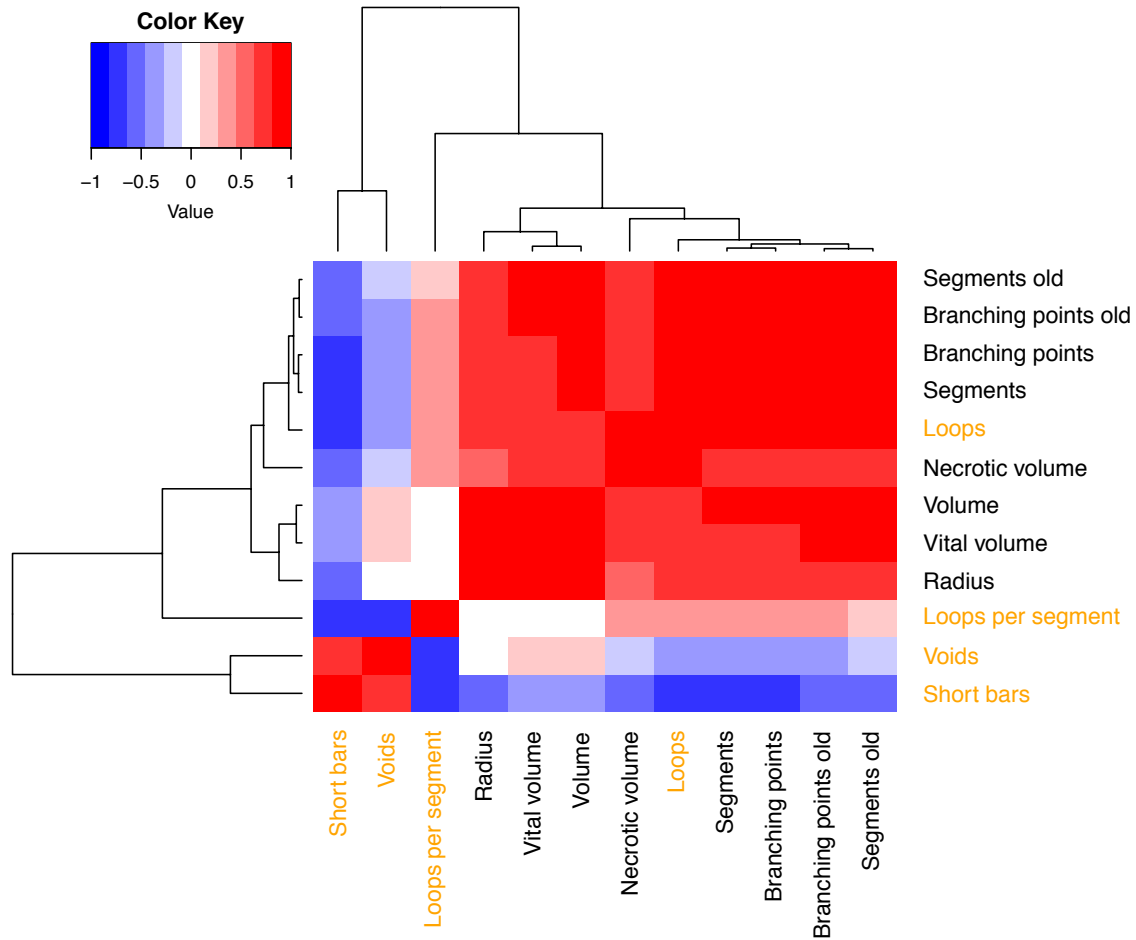 Color Key
−1 −0.5 0 0.5 1
Value
Segments old
Branching points old
Branching points
Segments
Loops
Necrotic volume
Volume
Vital volume
Radius
Loops per segment
Voids
Short bars
Short bars
Voids
Loops per segment
Radius
Vital volume
Volume
Necrotic volume
Loops
Segments
Branching points
Branching points old
Segments old